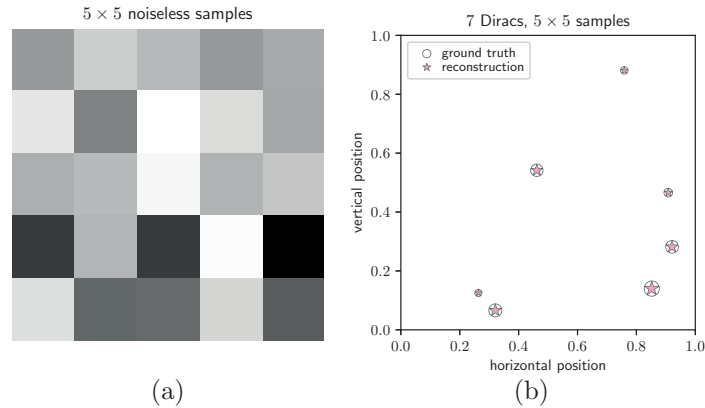 5 × 5 noiseless samples
7 Diracs, 5 × 5 samples
ground truth
reconstruction
1.0
0.8
0.6
0.4
0.2
0.0
vertical position
0.0 0.2 0.4 0.6 0.8 1.0
horizontal position
(a) (b)